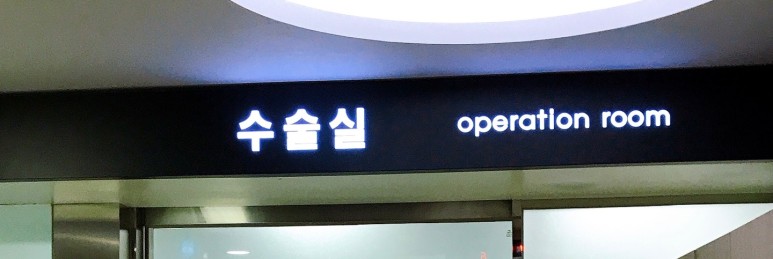 수술실 operation room